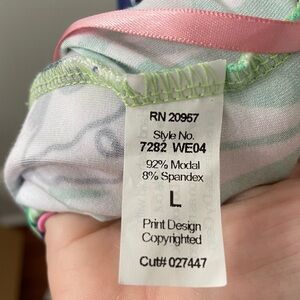 RN 20957
Style No.
7282 WE04
92% Modal
8% Spandex
L
Print Design
Copyrighted
Cut# 027447